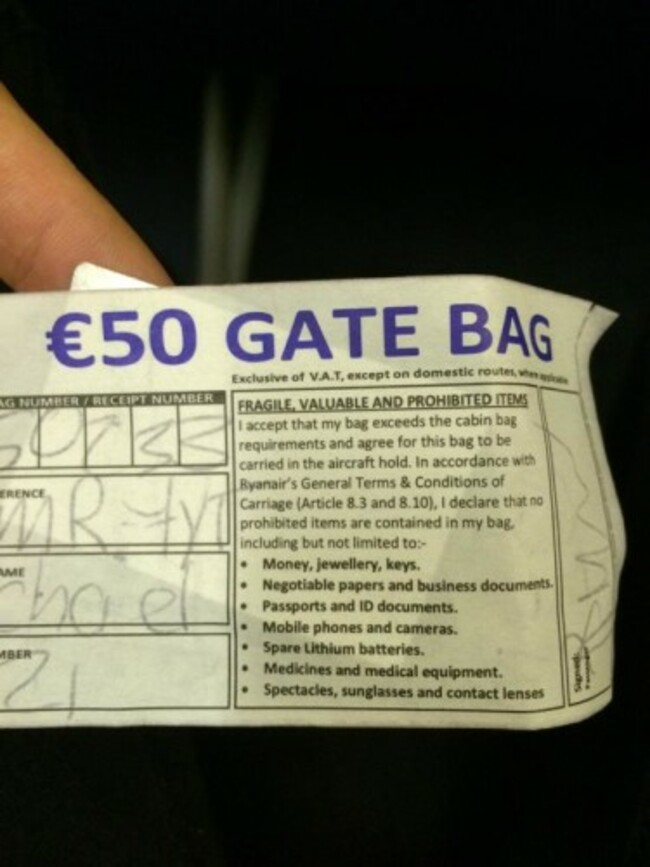 €50 GATE BAG
Exclusive of V.A.T, except on domestic routes, where applicable
AG NUMBER / RECEIPT NUMBER
FRAGILE, VALUABLE AND PROHIBITED ITEMS
I accept that my bag exceeds the cabin bag
requirements and agree for this bag to be
carried in the aircraft hold. In accordance with
Ryanair's General Terms & Conditions of
Carriage (Article 8.3 and 8.10), I declare that no
prohibited items are contained in my bag,
including but not limited to:-
• Money, jewellery, keys.
• Negotiable papers and business documents.
• Passports and ID documents.
• Mobile phones and cameras.
• Spare Lithium batteries.
• Medicines and medical equipment.
• Spectacles, sunglasses and contact lenses
ERENCE
AME
chael
MBER
21
Signed: